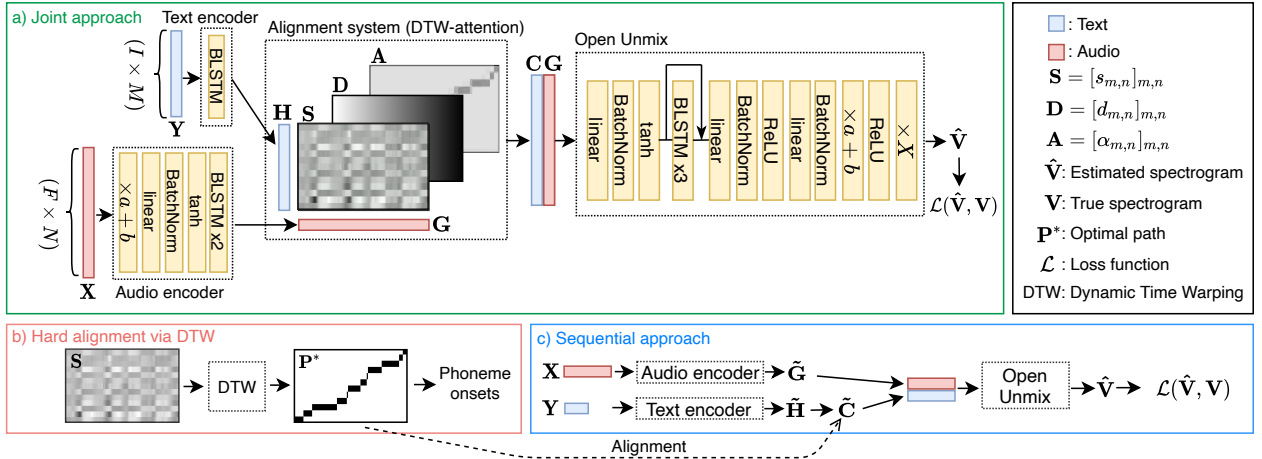 a) Joint approach
Text encoder
(I × M)
Y
BLSTM
(F × N)
X
×a + b
linear
BatchNorm
tanh
BLSTM x2
Audio encoder
Alignment system (DTW-attention)
A
D
S
H
G
C G
Open Unmix
linear
BatchNorm
tanh
BLSTM x3
linear
BatchNorm
ReLU
linear
BatchNorm
×a + b
ReLU
×X
V̂
ℒ(V̂, V)
: Text
: Audio
S = [s_{m,n}]_{m,n}
D = [d_{m,n}]_{m,n}
A = [α_{m,n}]_{m,n}
V̂: Estimated spectrogram
V: True spectrogram
P*: Optimal path
ℒ : Loss function
DTW: Dynamic Time Warping
b) Hard alignment via DTW
S
DTW
P*
Phoneme
onsets
c) Sequential approach
X
Audio encoder
G̃
Y
Text encoder
H̃
C̃
Open
Unmix
V̂
ℒ(V̂, V)
Alignment